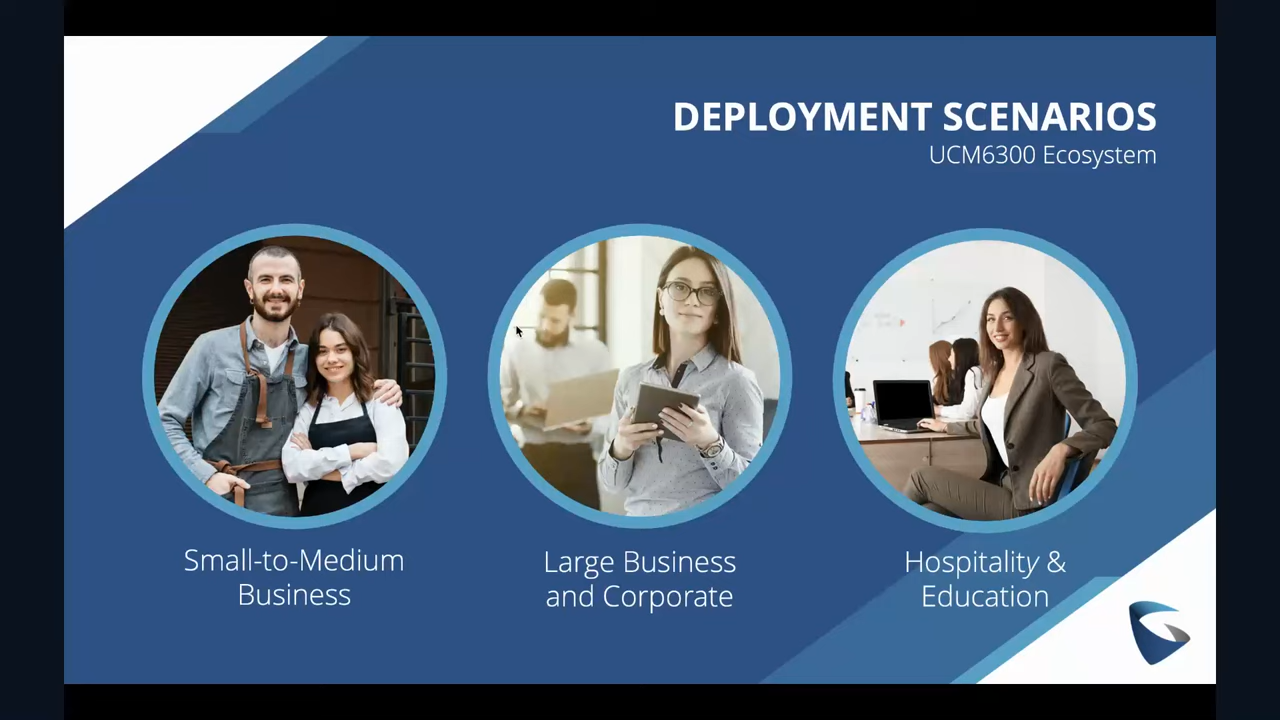 DEPLOYMENT SCENARIOS
UCM6300 Ecosystem
Small-to-Medium
Business
Large Business
and Corporate
Hospitality &
Education